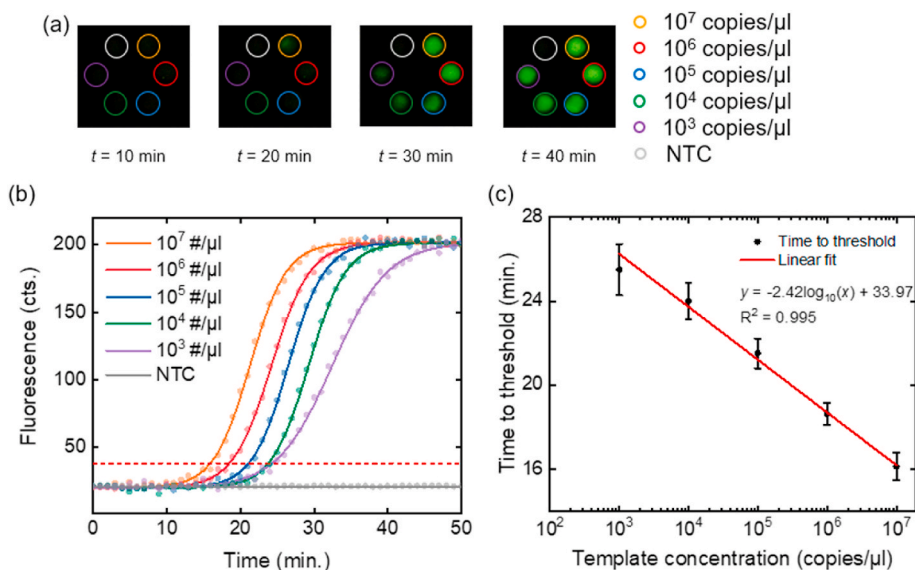 (a)
t = 10 min
t = 20 min
t = 30 min
t = 40 min
10⁷ copies/µl
10⁶ copies/µl
10⁵ copies/µl
10⁴ copies/µl
10³ copies/µl
NTC
(b)
Fluorescence (cts.)
200
150
100
50
0 10 20 30 40 50
Time (min.)
10⁷ #/µl
10⁶ #/µl
10⁵ #/µl
10⁴ #/µl
10³ #/µl
NTC
(c)
Time to threshold (min.)
28
24
20
16
10² 10³ 10⁴ 10⁵ 10⁶ 10⁷
Template concentration (copies/µl)
Time to threshold
Linear fit
y = -2.42log₁₀(x) + 33.97
R² = 0.995